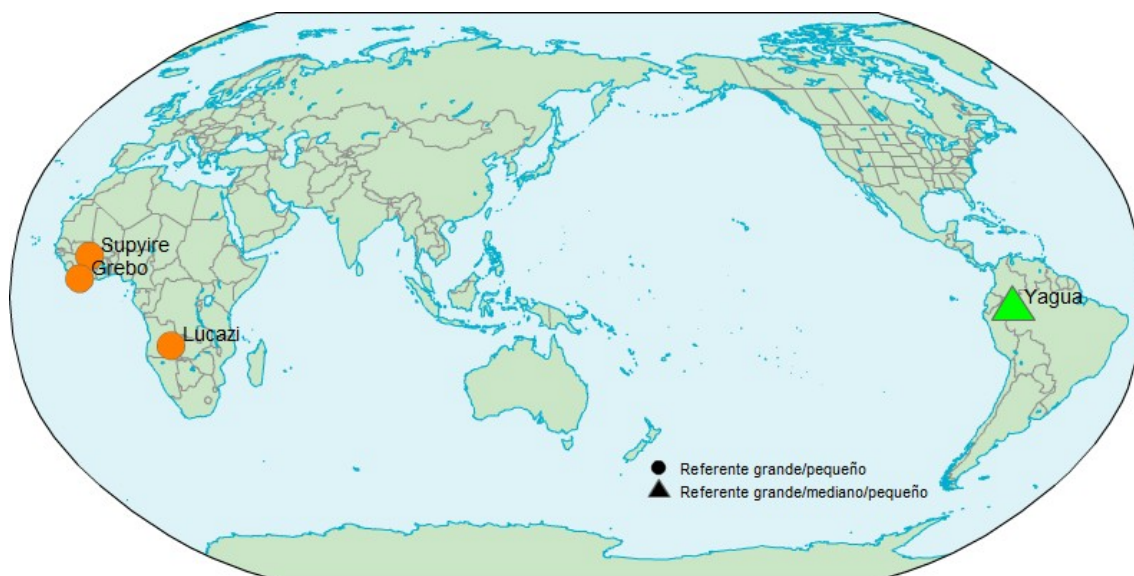 Supyire
Grebo
Yagua
Lucazi
Referente grande/pequeño
Referente grande/mediano/pequeño